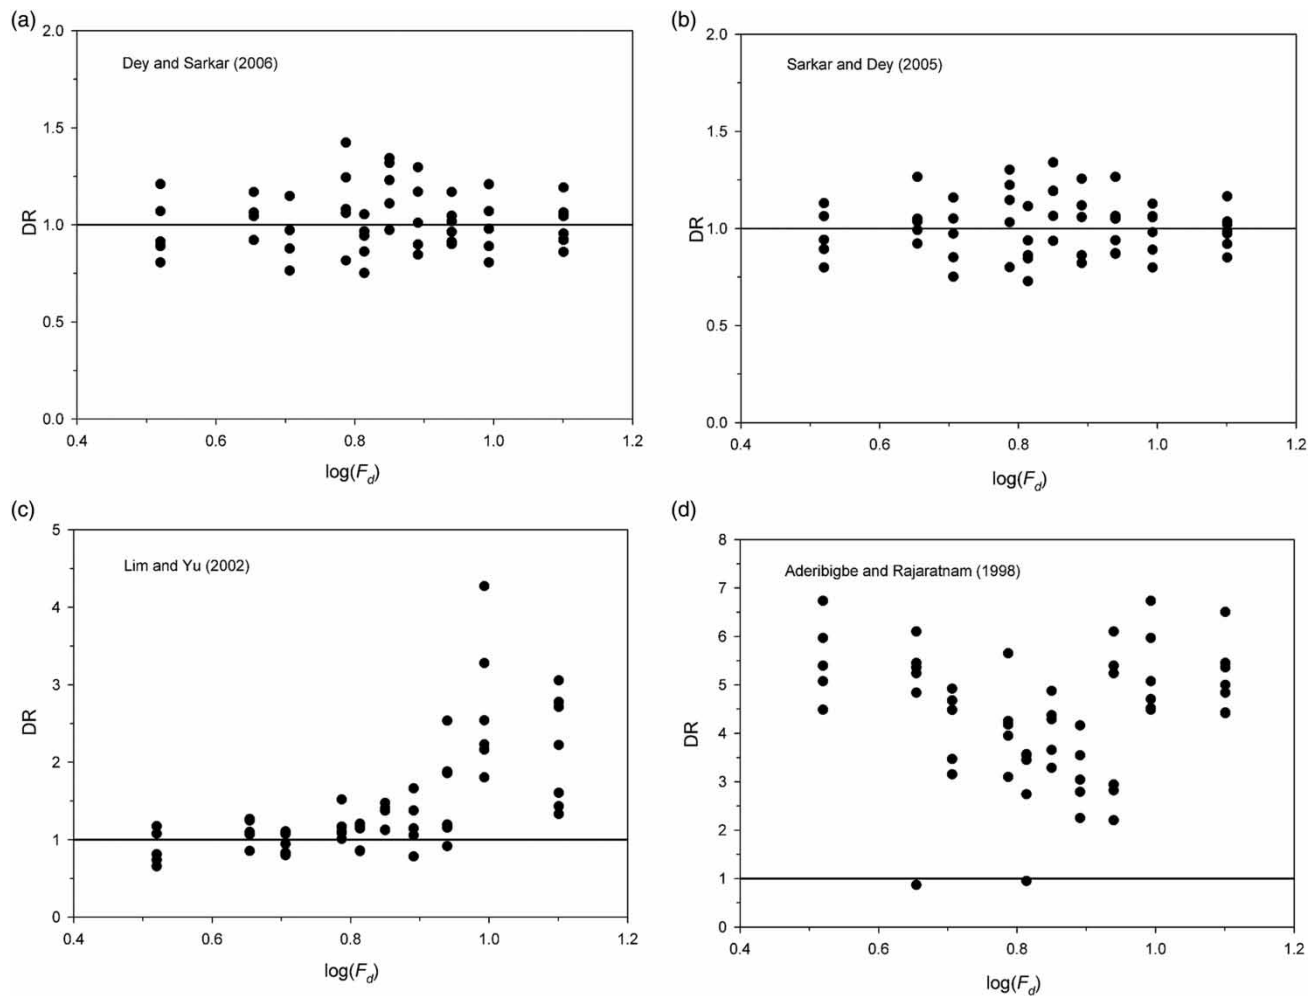 (a)
2.0
Dey and Sarkar (2006)
1.5
DR
1.0
0.5
0.0
0.4 0.6 0.8 1.0 1.2
log(F_d)
(b)
2.0
Sarkar and Dey (2005)
1.5
DR
1.0
0.5
0.0
0.4 0.6 0.8 1.0 1.2
log(F_d)
(c)
5
Lim and Yu (2002)
4
3
DR
2
1
0
0.4 0.6 0.8 1.0 1.2
log(F_d)
(d)
8
Aderibigbe and Rajaratnam (1998)
7
6
5
DR
4
3
2
1
0
0.4 0.6 0.8 1.0 1.2
log(F_d)